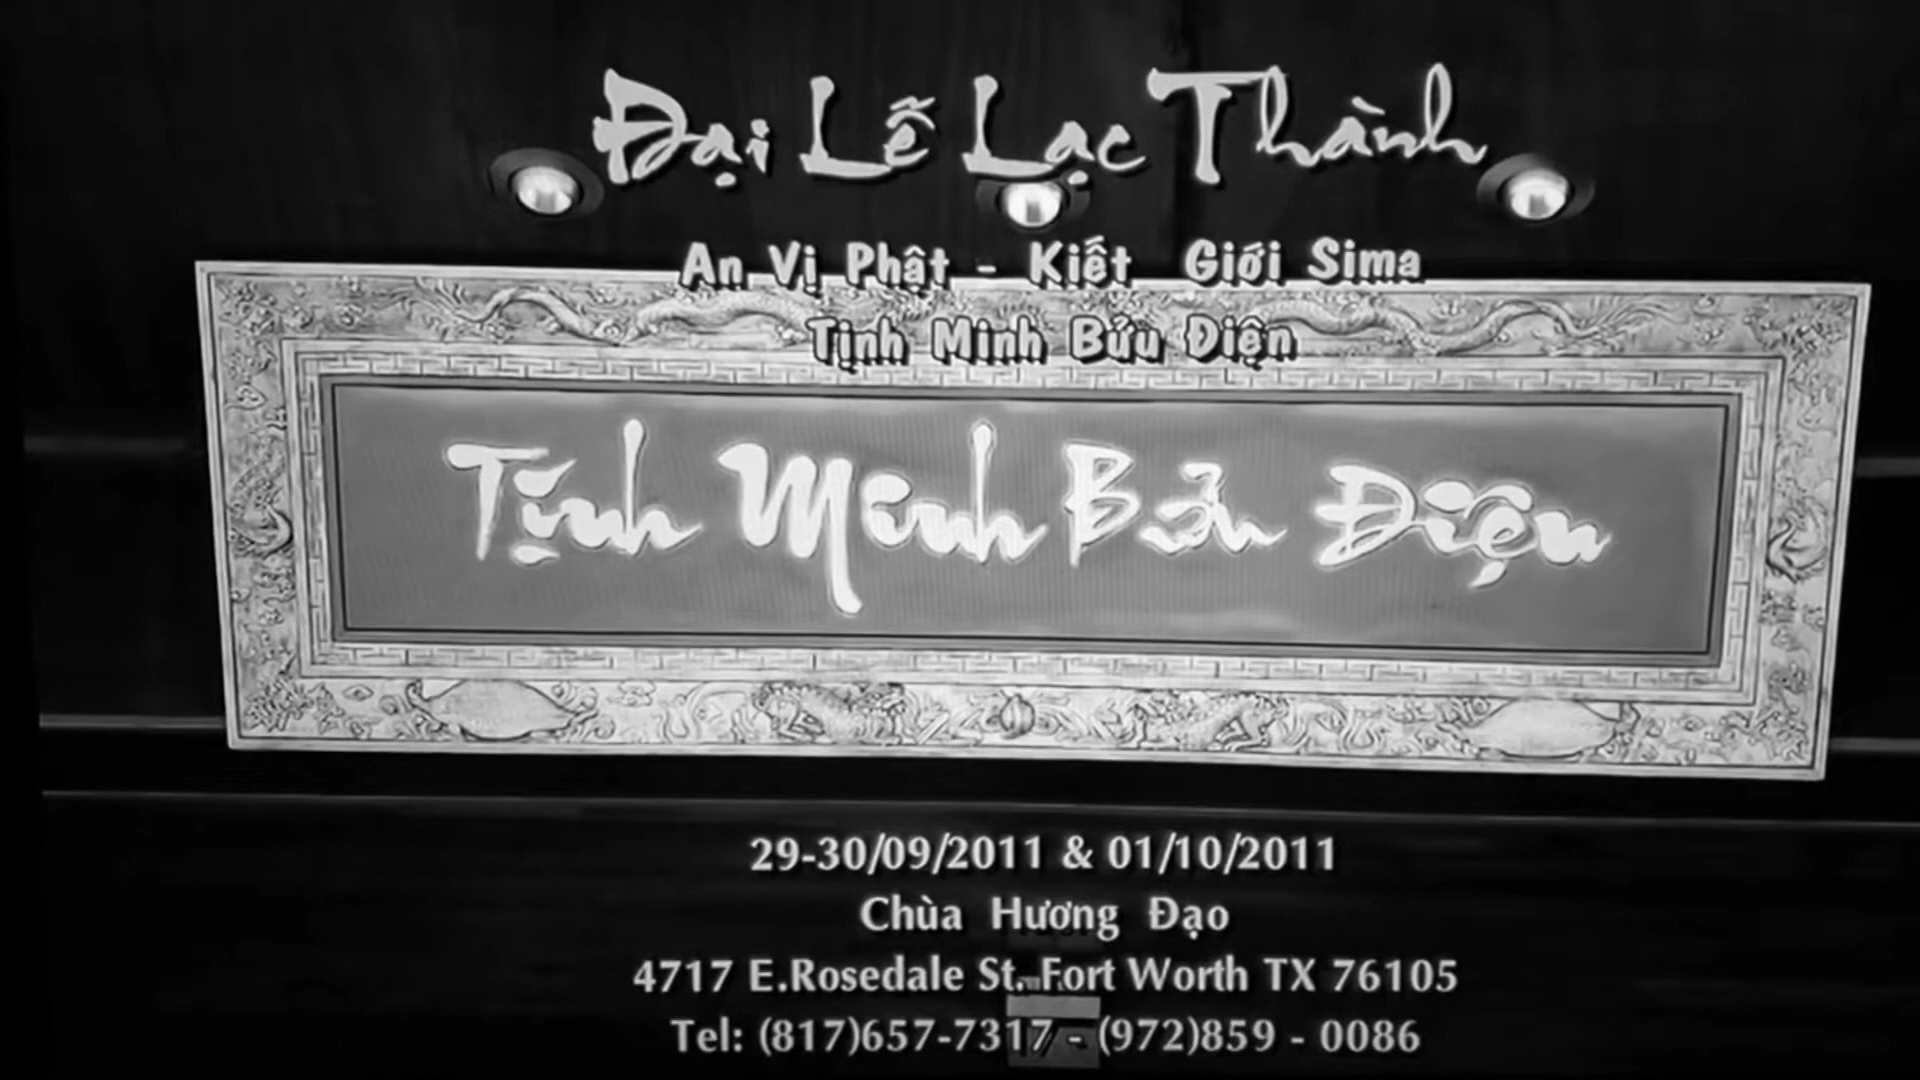 Đại Lễ Lạc Thành
An Vị Phật - Kiết Giới Sima
Tịnh Minh Bửu Điện
Tịnh Minh Bửu Điện
29-30/09/2011 & 01/10/2011
Chùa Hương Đạo
4717 E.Rosedale St. Fort Worth TX 76105
Tel: (817)657-7317 - (972)859 - 0086